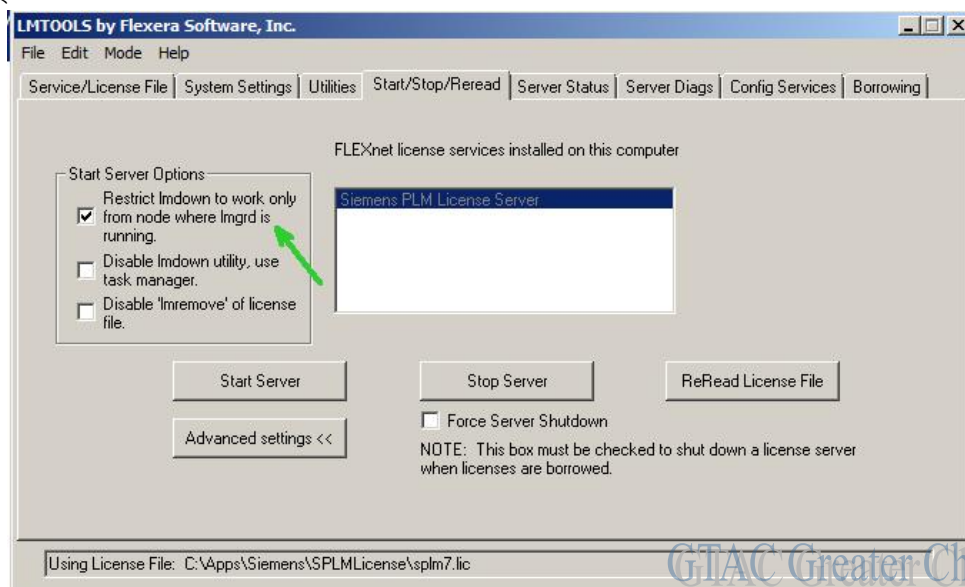 LMTOOLS by Flexera Software, Inc.
File Edit Mode Help
Service/License File System Settings Utilities Start/Stop/Reread Server Status Server Diags Config Services Borrowing
FLEXnet license services installed on this computer
Start Server Options
Restrict lmdown to work only
from node where lmgrd is
running.
Disable lmdown utility, use
task manager.
Disable 'lmremove' of license
file.
Siemens PLM License Server
Start Server Stop Server ReRead License File
Advanced settings <<
Force Server Shutdown
NOTE: This box must be checked to shut down a license server
when licenses are borrowed.
Using License File: C:\Apps\Siemens\SPLMLicense\splm7.lic
GTAC Greater Ch